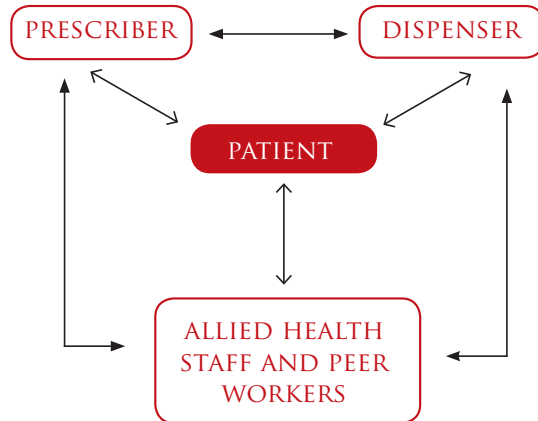 PRESCRIBER
DISPENSER
PATIENT
ALLIED HEALTH
STAFF AND PEER
WORKERS